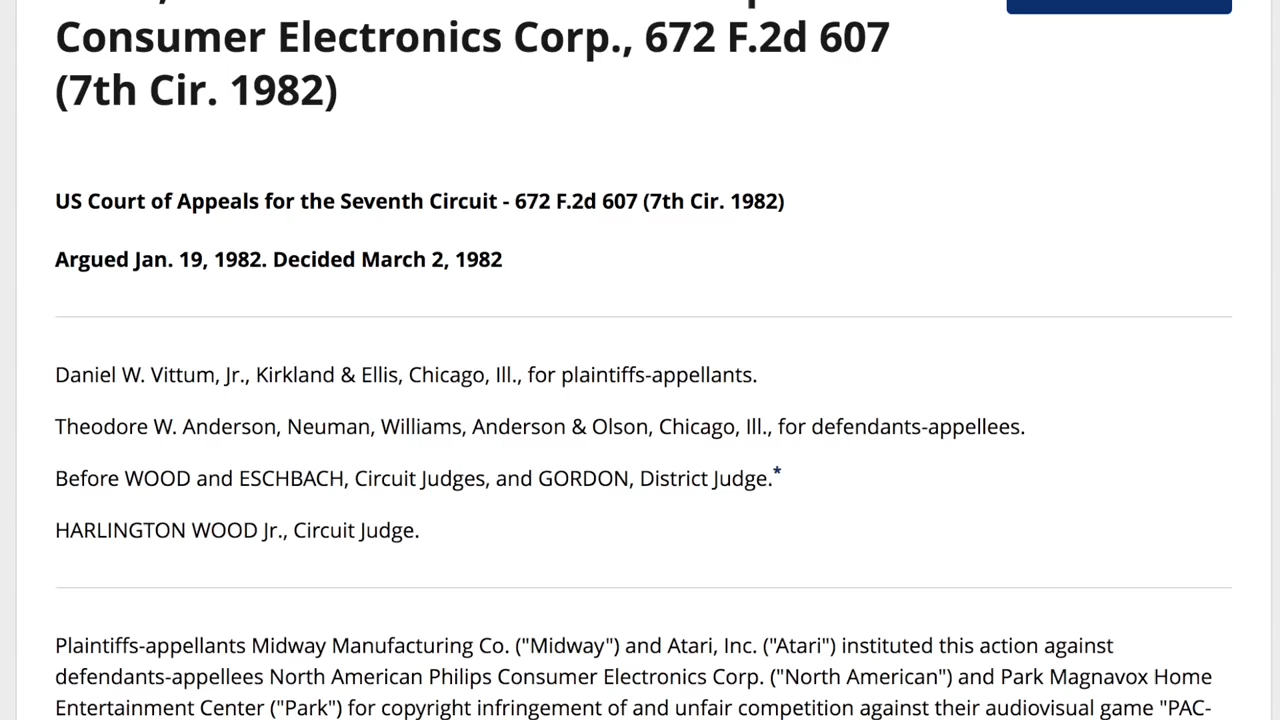 Consumer Electronics Corp., 672 F.2d 607
(7th Cir. 1982)
US Court of Appeals for the Seventh Circuit - 672 F.2d 607 (7th Cir. 1982)
Argued Jan. 19, 1982. Decided March 2, 1982
Daniel W. Vittum, Jr., Kirkland & Ellis, Chicago, Ill., for plaintiffs-appellants.
Theodore W. Anderson, Neuman, Williams, Anderson & Olson, Chicago, Ill., for defendants-appellees.
Before WOOD and ESCHBACH, Circuit Judges, and GORDON, District Judge.*
HARLINGTON WOOD Jr., Circuit Judge.
Plaintiffs-appellants Midway Manufacturing Co. ("Midway") and Atari, Inc. ("Atari") instituted this action against
defendants-appellees North American Philips Consumer Electronics Corp. ("North American") and Park Magnavox Home
Entertainment Center ("Park") for copyright infringement of and unfair competition against their audiovisual game "PAC-